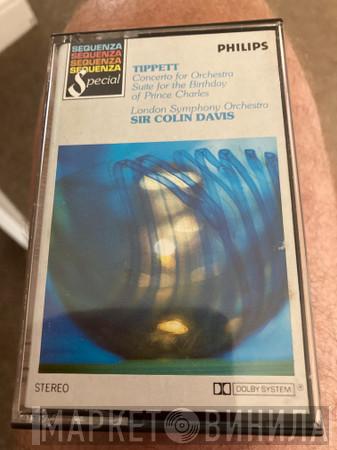 SEQUENZA
SEQUENZA
SEQUENZA
SEQUENZA
Special
PHILIPS
TIPPETT
Concerto for Orchestra
Suite for the Birthday
of Prince Charles
London Symphony Orchestra
SIR COLIN DAVIS
STEREO
DOLBY SYSTEM ®
МАРКЕТ ВИНИЛА